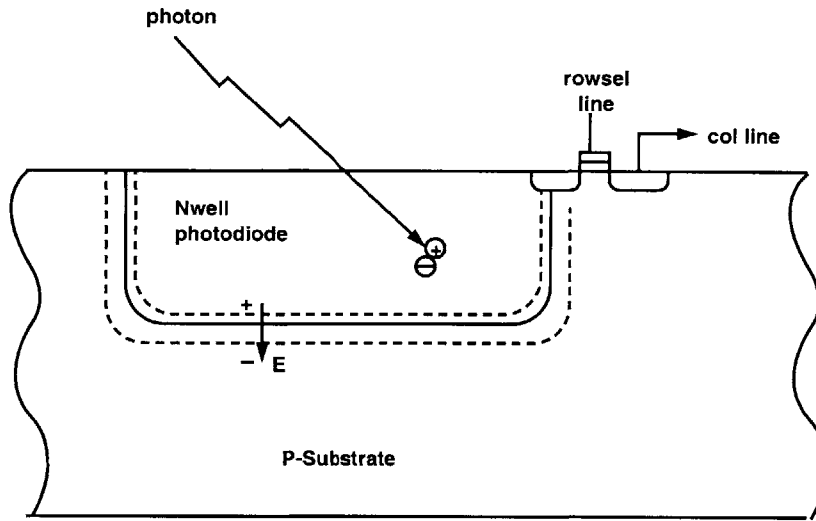 photon
rowsel
line
col line
Nwell
photodiode
+
−
+
− E
P-Substrate